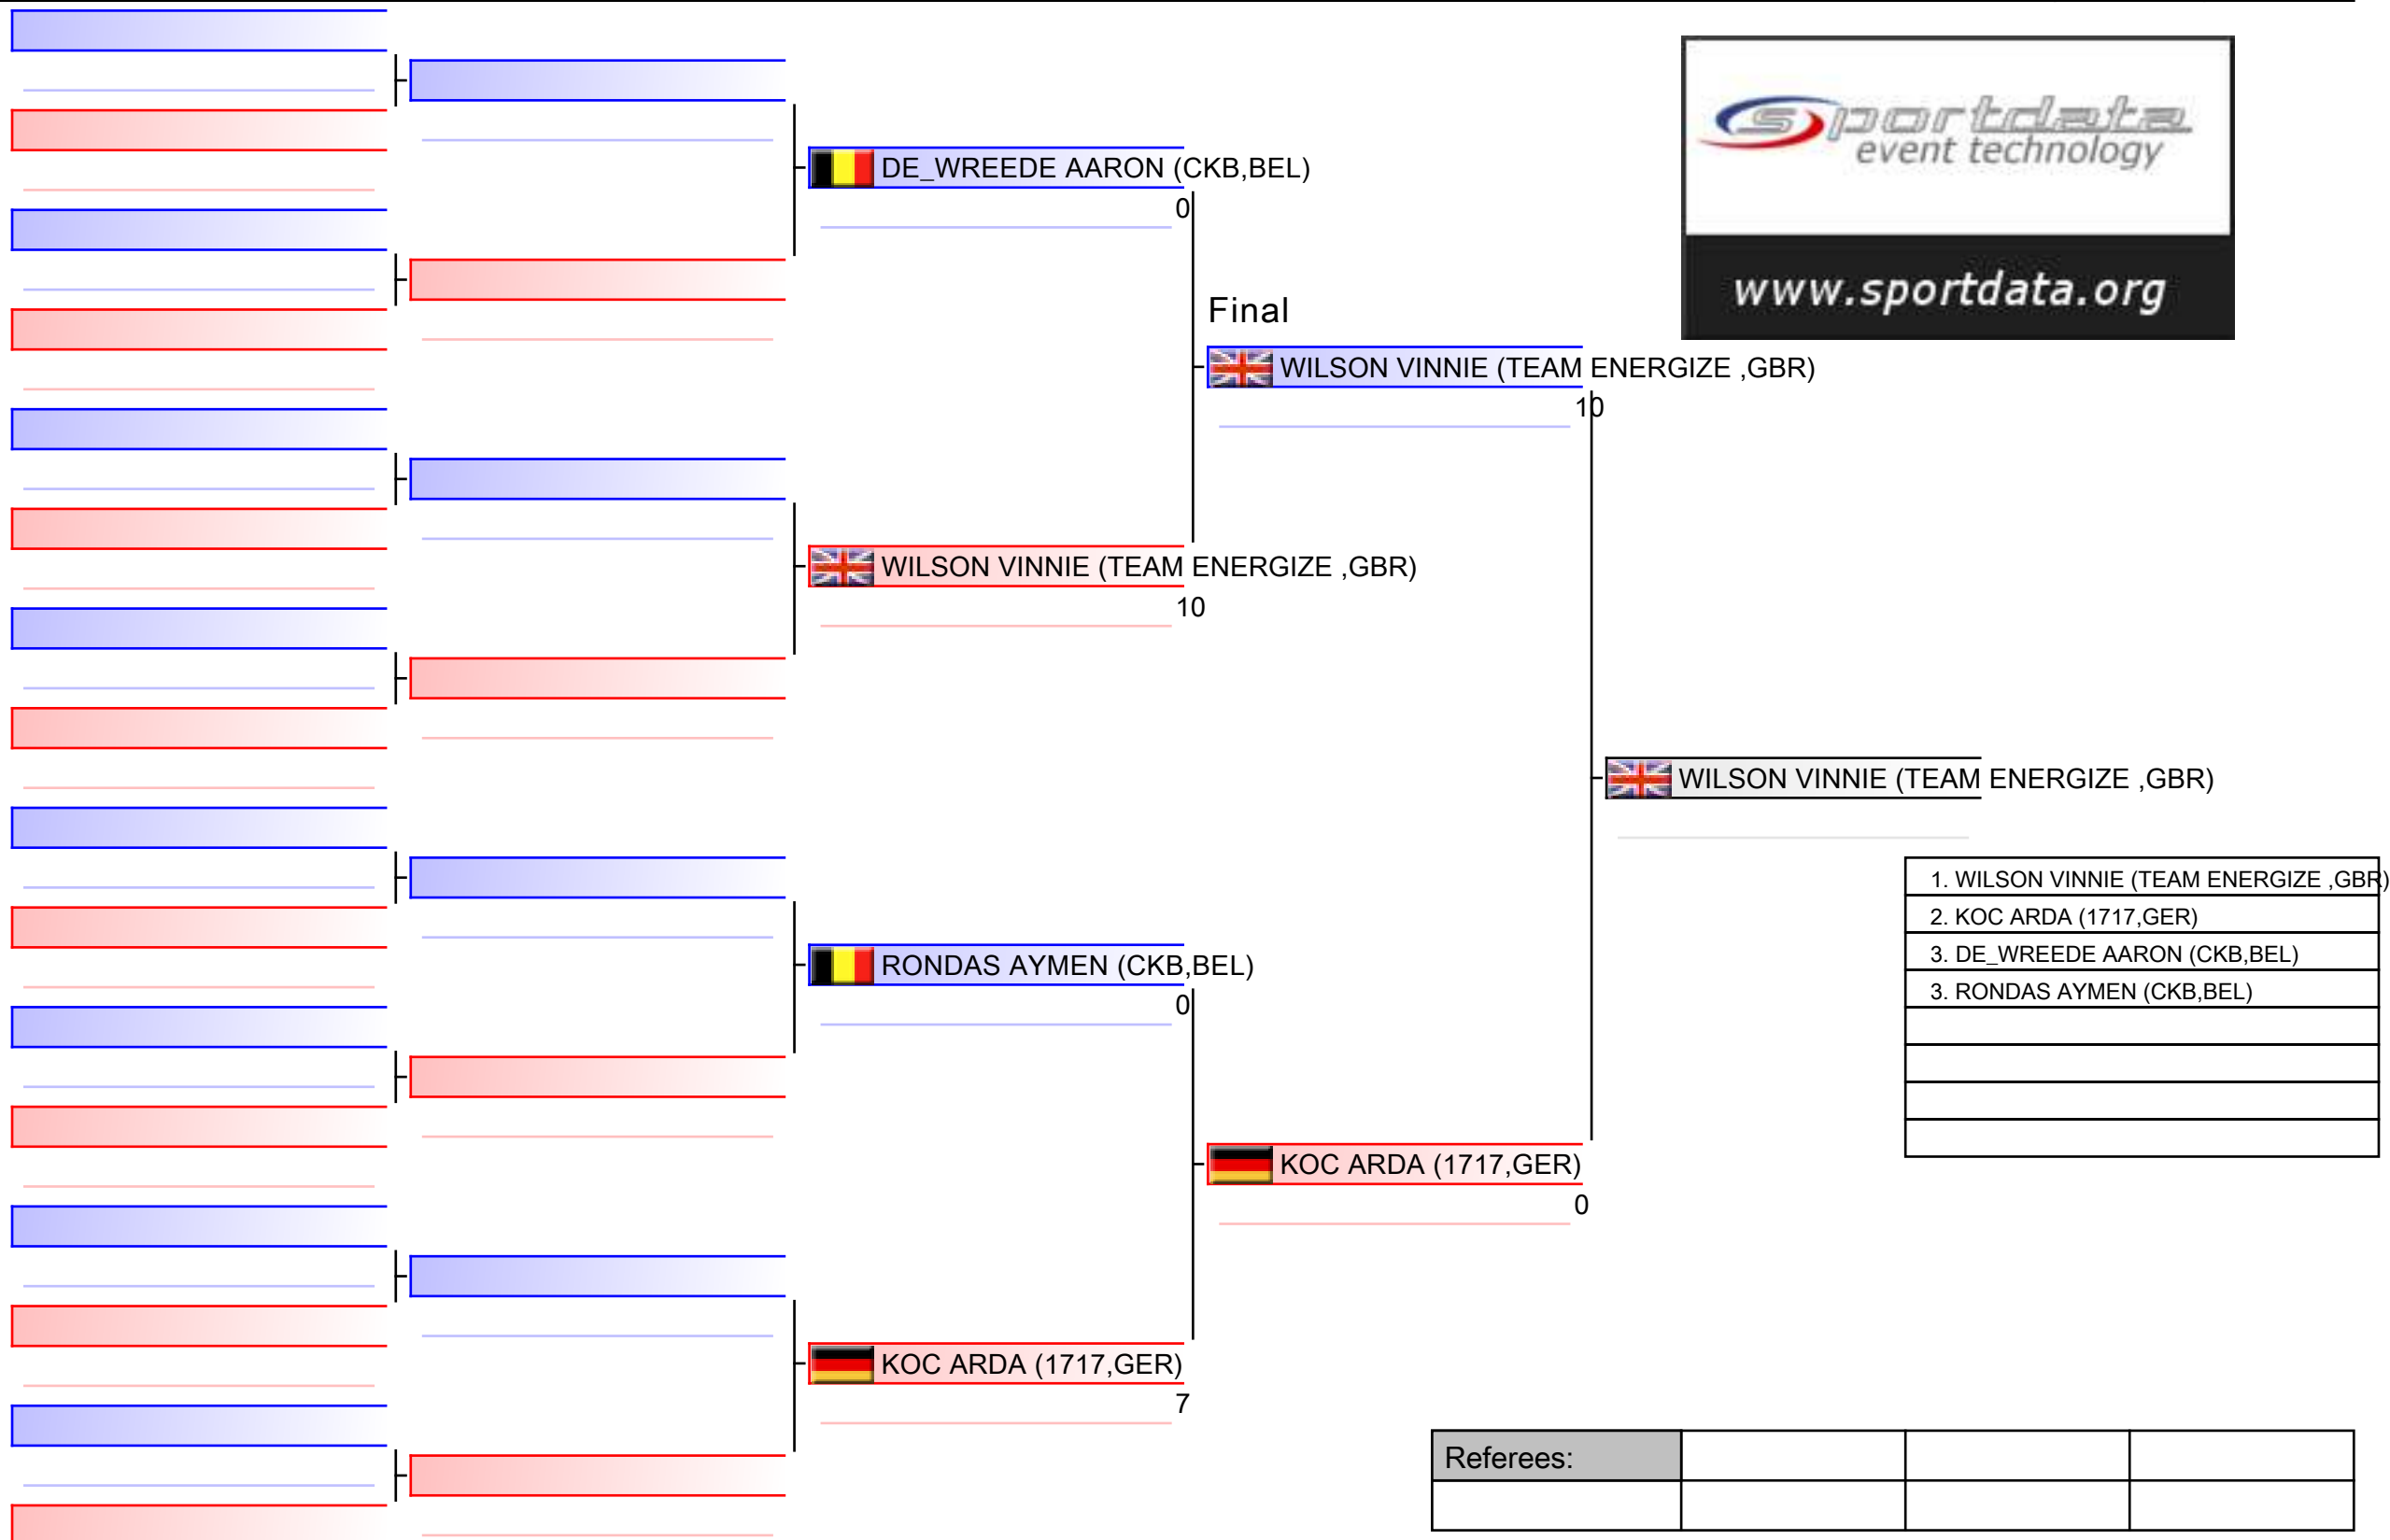 DE_WREEDE AARON (CKB,BEL)
0
sportdata
event technology
www.sportdata.org
Final
WILSON VINNIE (TEAM ENERGIZE ,GBR)
10
WILSON VINNIE (TEAM ENERGIZE ,GBR)
10
WILSON VINNIE (TEAM ENERGIZE ,GBR)
1. WILSON VINNIE (TEAM ENERGIZE ,GBR)
2. KOC ARDA (1717,GER)
3. DE_WREEDE AARON (CKB,BEL)
3. RONDAS AYMEN (CKB,BEL)
RONDAS AYMEN (CKB,BEL)
0
KOC ARDA (1717,GER)
0
KOC ARDA (1717,GER)
7
Referees: